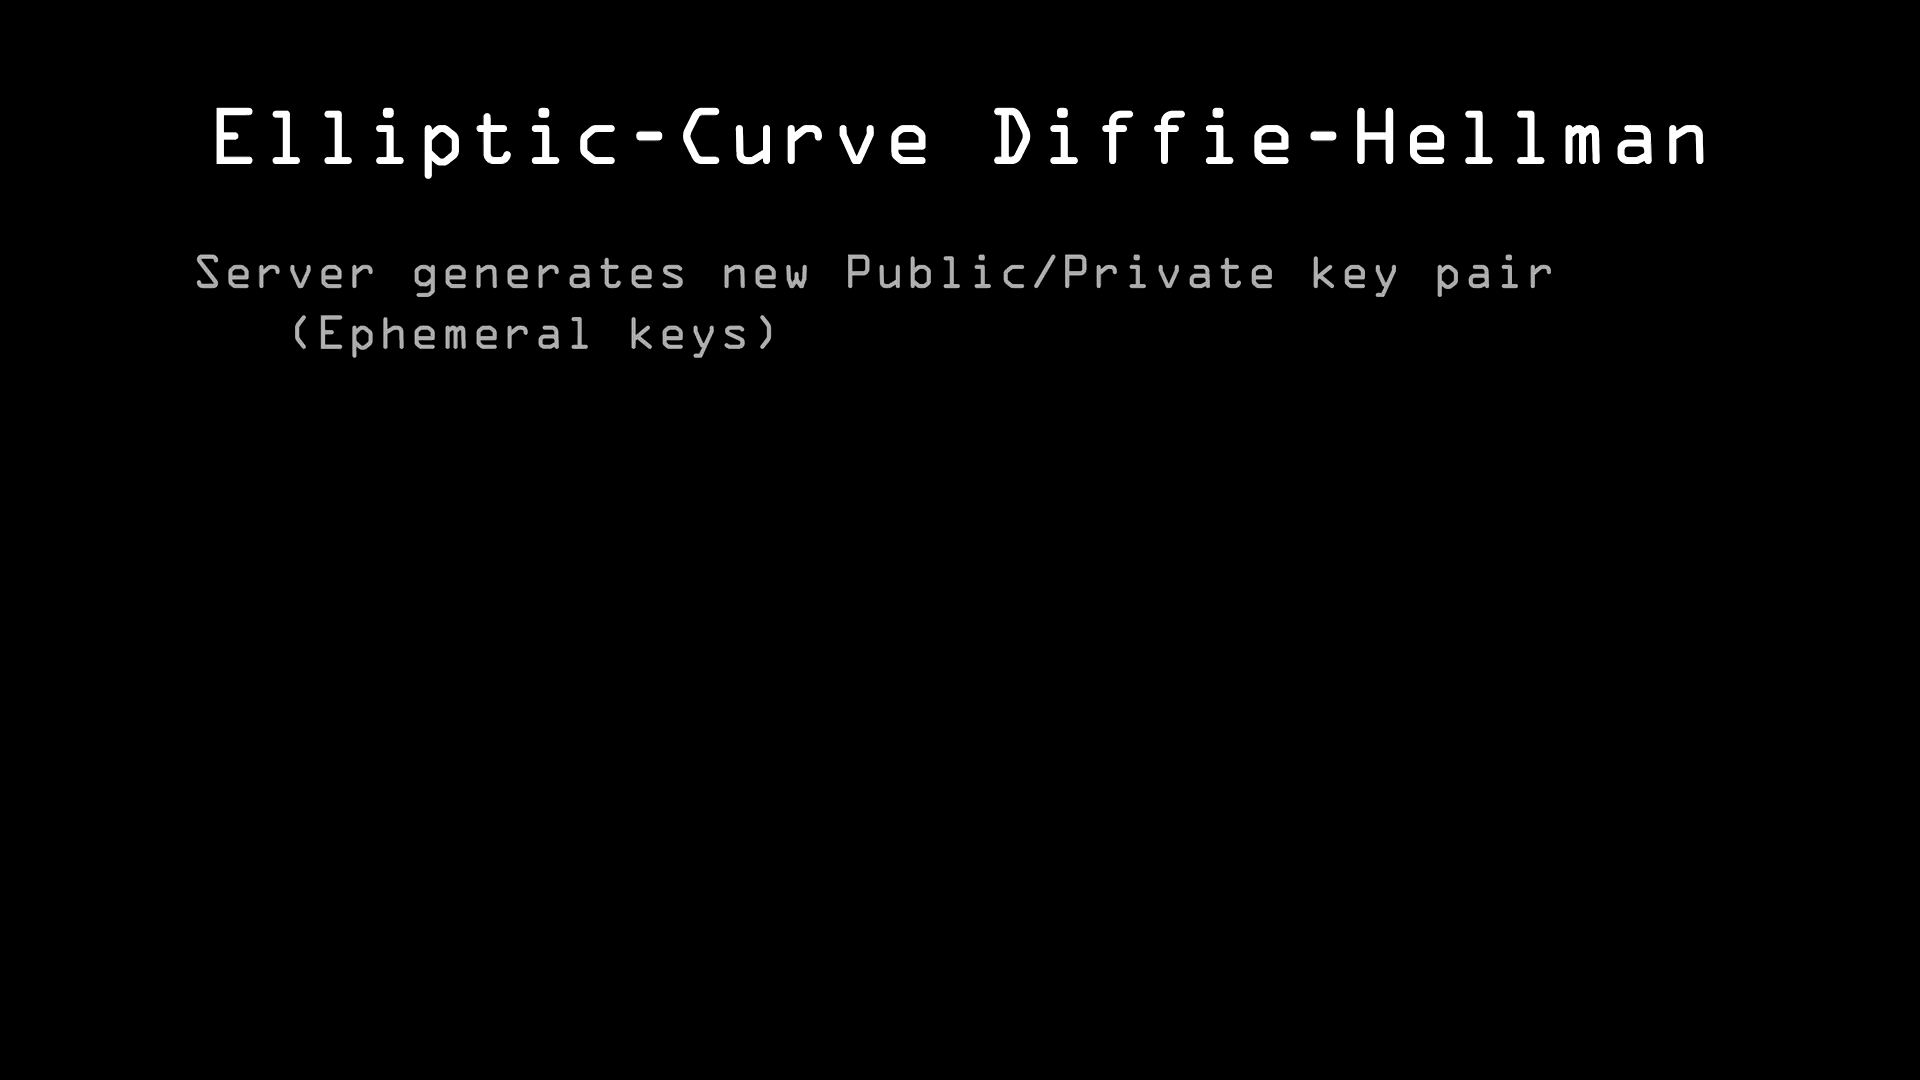 Elliptic-Curve Diffie-Hellman
Server generates new Public/Private key pair
(Ephemeral keys)